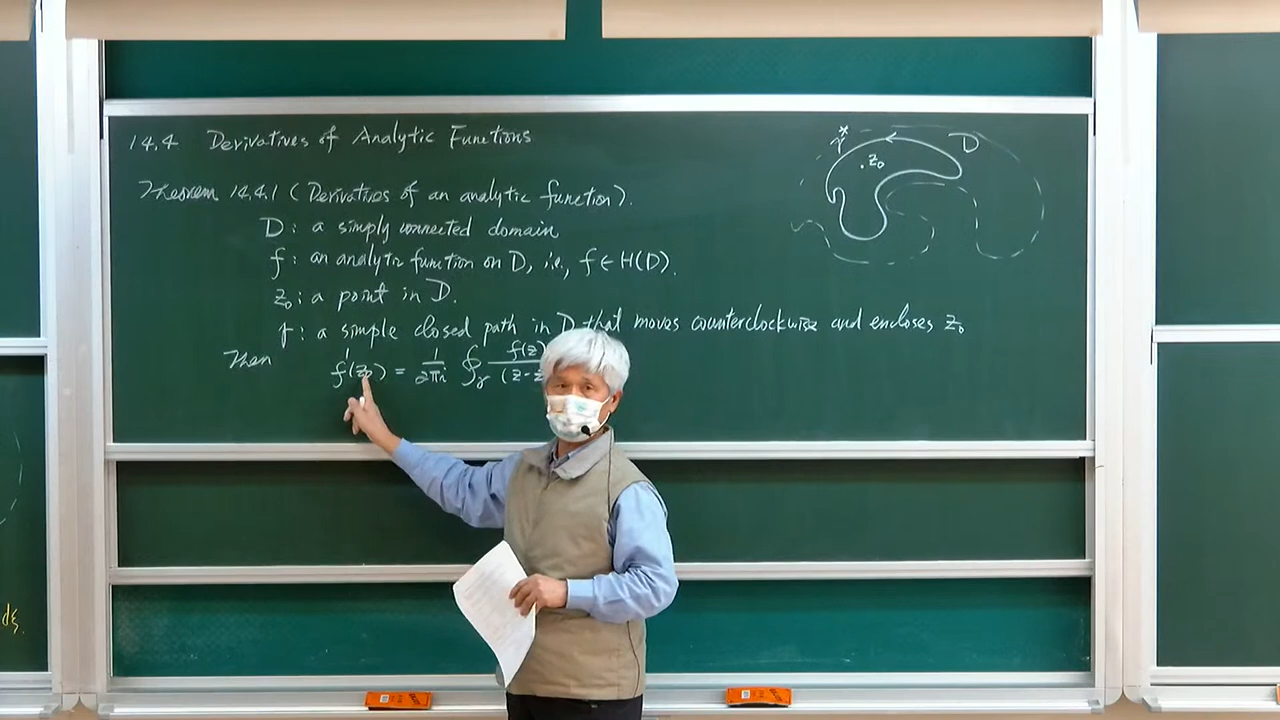 14.4 Derivatives of Analytic Functions
Theorem 14.4.1 (Derivatives of an analytic function).
D: a simply connected domain
f: an analytic function on D, i.e., f ∈ H(D).
z₀: a point in D.
γ: a simple closed path in D that moves counterclockwise and encloses z₀
Then f'(z₀) = 1/2πi ∮_γ f(z)/(z-z
γ
z₀
D
dξ.